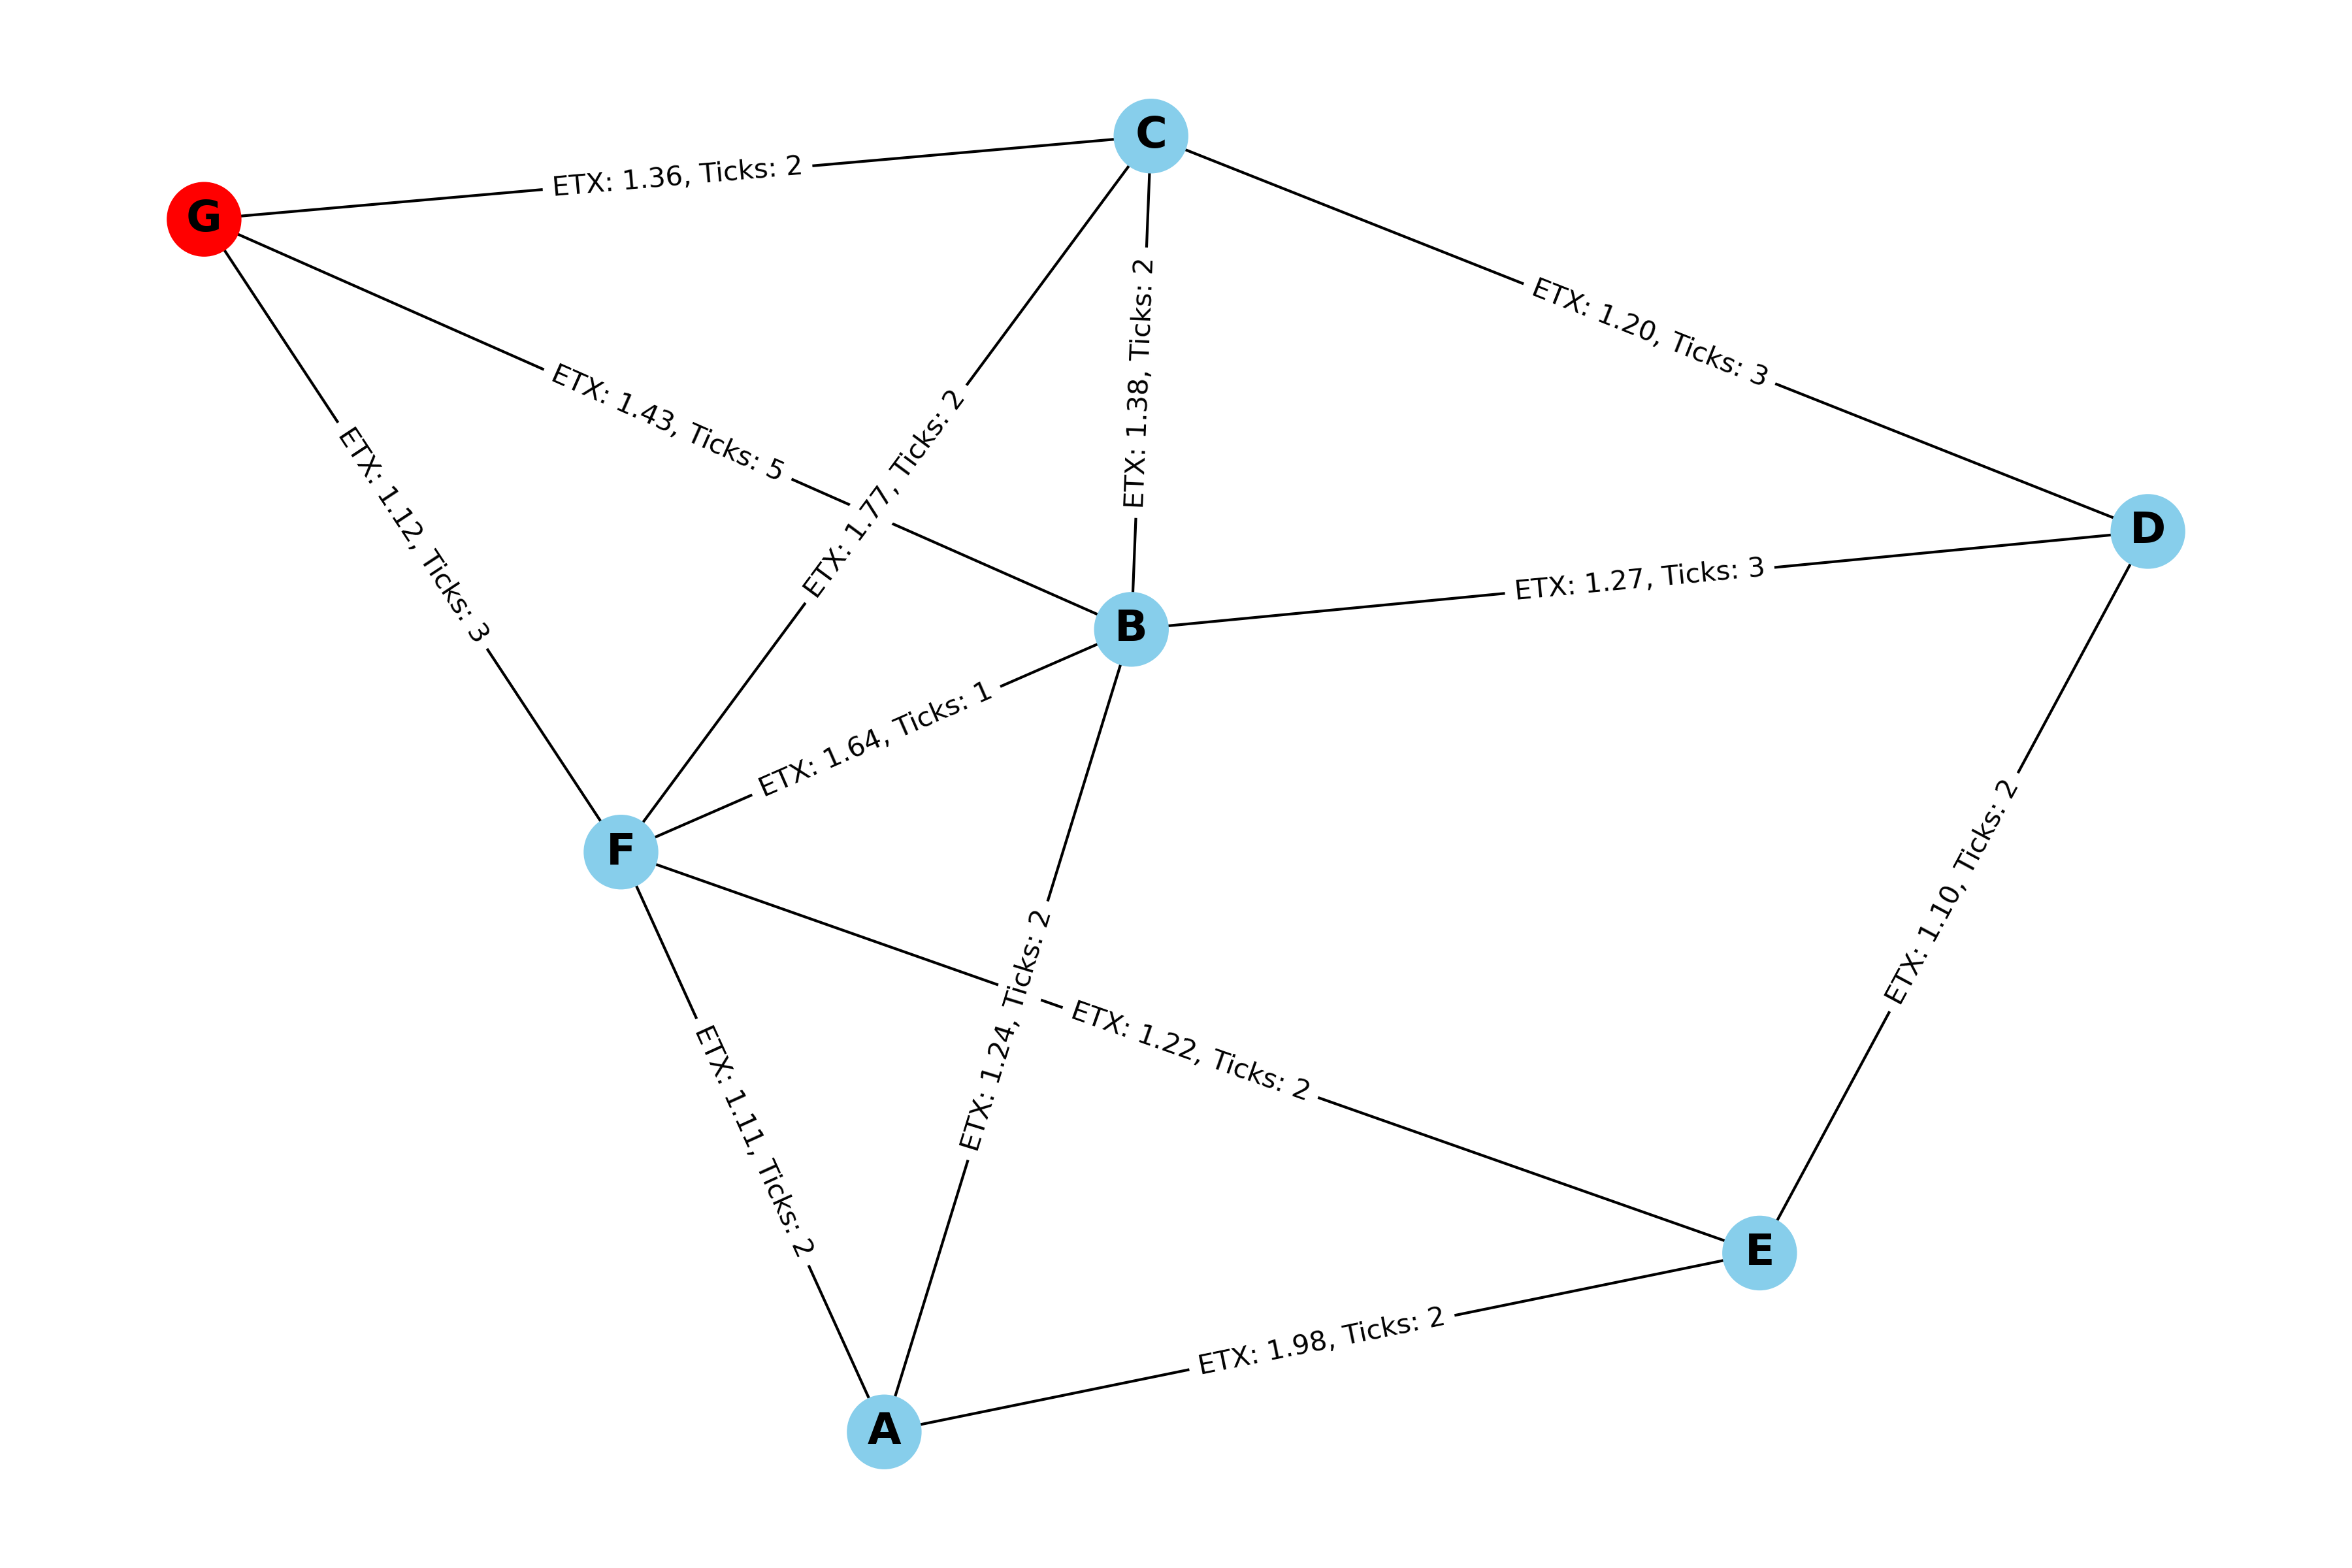 C
ETX: 1.36, Ticks: 2
G
ETX: 1.38, Ticks: 2
ETX: 1.20, Ticks: 3
ETX: 1.43, Ticks: 5
ETX: 1.77, Ticks: 2
ETX: 1.12, Ticks: 3
D
ETX: 1.27, Ticks: 3
B
ETX: 1.64, Ticks: 1
F
ETX: 1.10, Ticks: 2
ETX: 1.24, Ticks: 2
ETX: 1.22, Ticks: 2
ETX: 1.11, Ticks: 2
E
ETX: 1.98, Ticks: 2
A